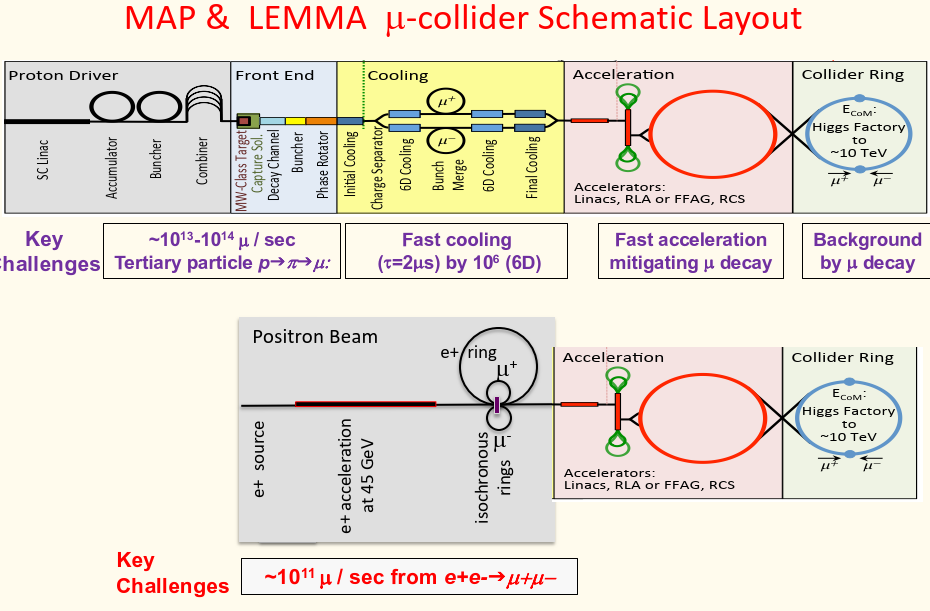 MAP & LEMMA μ-collider Schematic Layout
Proton Driver
Front End
Cooling
Acceleration
Collider Ring
SC Linac
Accumulator
Buncher
Combiner
MW-Class Target
Capture Sol.
Decay Channel
Buncher
Phase Rotator
Initial Cooling
Charge Separator
6D Cooling
μ+
μ−
Bunch
Merge
6D Cooling
Final Cooling
Accelerators:
Linacs, RLA or FFAG, RCS
ECoM:
Higgs Factory
to
~10 TeV
μ+ μ−
Key
Challenges
~10¹³-10¹⁴ μ / sec
Tertiary particle p→π→μ:
Fast cooling
(τ=2μs) by 10⁶ (6D)
Fast acceleration
mitigating μ decay
Background
by μ decay
Positron Beam
e+ ring
μ+
μ-
e+ source
e+ acceleration
at 45 GeV
isochronous
rings
Acceleration
Collider Ring
Accelerators:
Linacs, RLA or FFAG, RCS
ECoM:
Higgs Factory
to
~10 TeV
μ+ μ−
Key
Challenges
~10¹¹ μ / sec from e+e-→μ+μ−